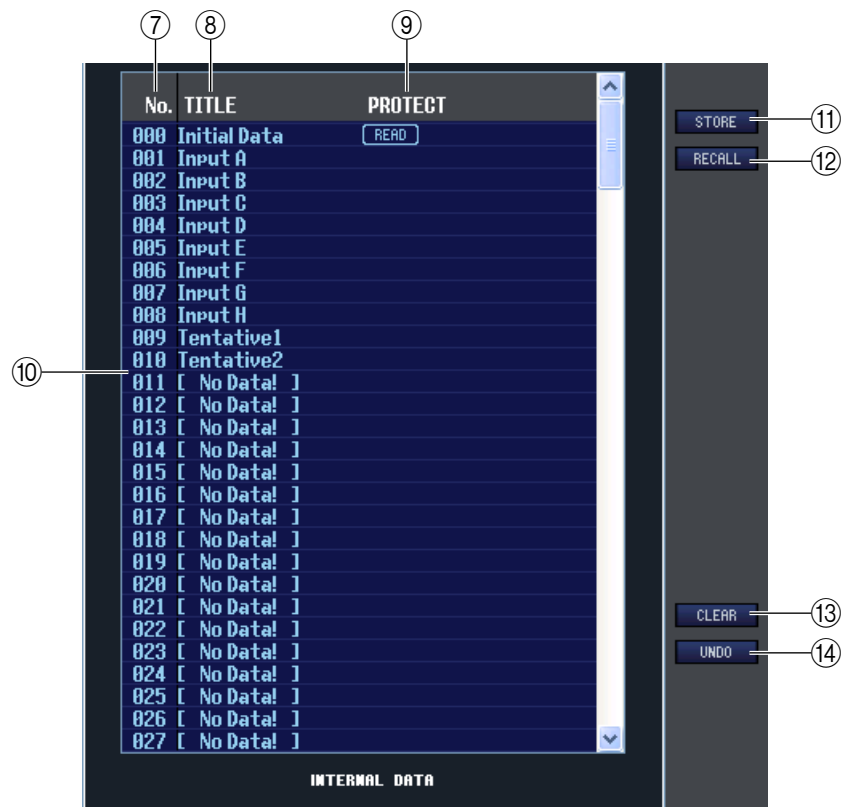 ⑦ ⑧ ⑨
No. TITLE PROTECT
000 Initial Data READ
001 Input A
002 Input B
003 Input C
004 Input D
005 Input E
006 Input F
007 Input G
008 Input H
009 Tentative1
010 Tentative2
⑩
011 [ No Data! ]
012 [ No Data! ]
013 [ No Data! ]
014 [ No Data! ]
015 [ No Data! ]
016 [ No Data! ]
017 [ No Data! ]
018 [ No Data! ]
019 [ No Data! ]
020 [ No Data! ]
021 [ No Data! ]
022 [ No Data! ]
023 [ No Data! ]
024 [ No Data! ]
025 [ No Data! ]
026 [ No Data! ]
027 [ No Data! ]
INTERNAL DATA
STORE ⑪
RECALL ⑫
CLEAR ⑬
UNDO ⑭